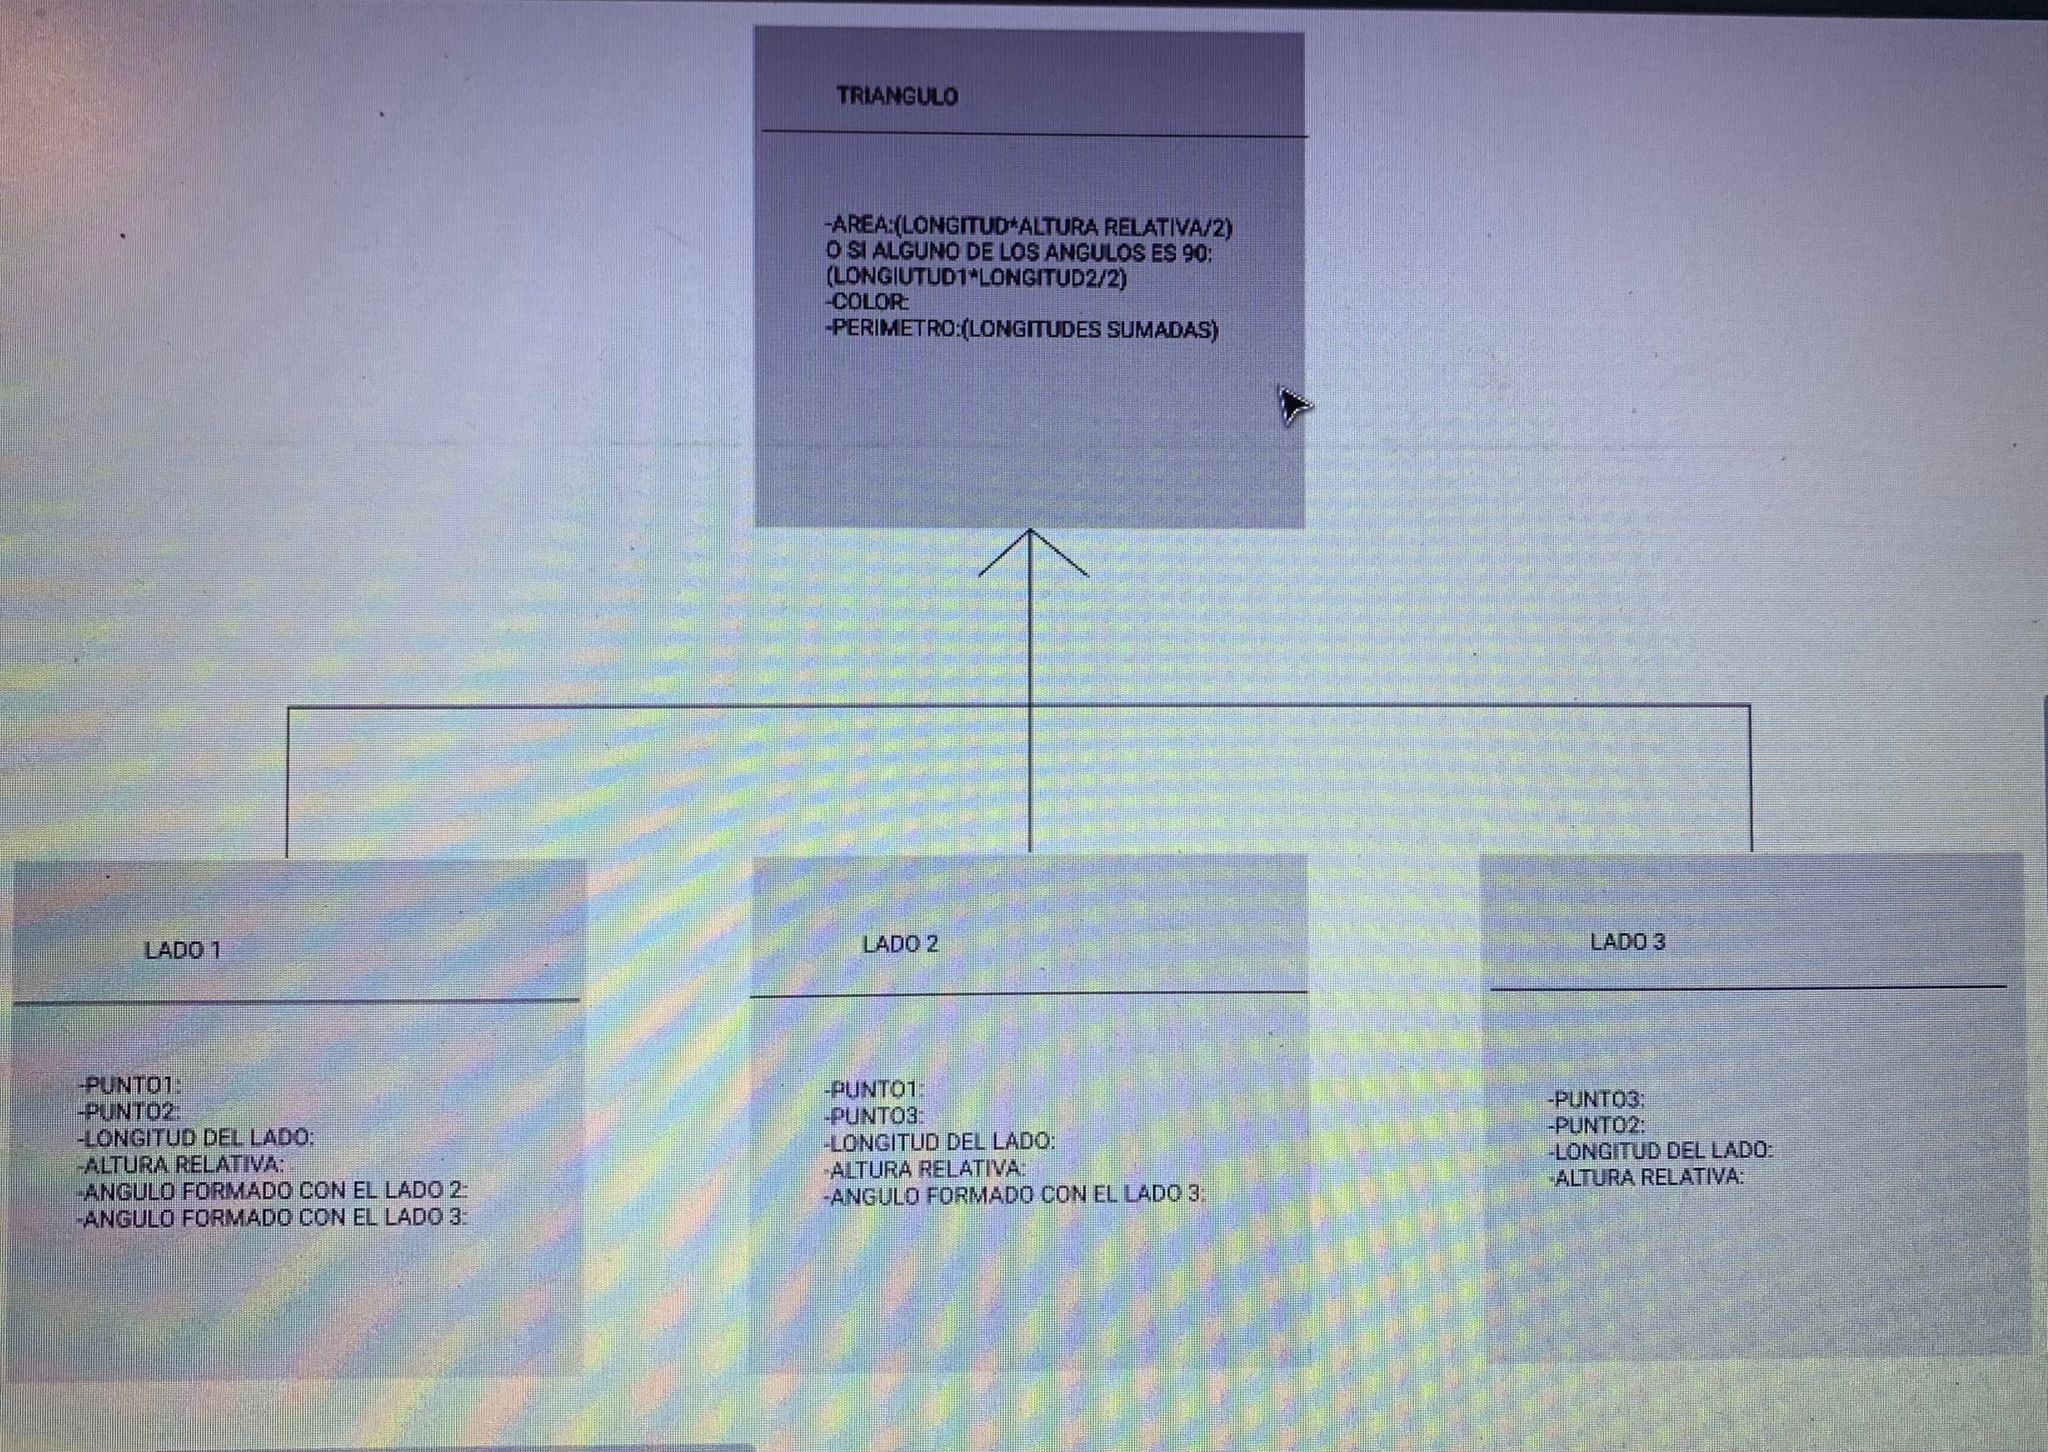 TRIANGULO
-AREA:(LONGITUD*ALTURA RELATIVA/2)
O SI ALGUNO DE LOS ANGULOS ES 90:
(LONGIUTUD1*LONGITUD2/2)
-COLOR:
-PERIMETRO:(LONGITUDES SUMADAS)
LADO 1
-PUNTO1:
-PUNTO2:
-LONGITUD DEL LADO:
-ALTURA RELATIVA:
-ANGULO FORMADO CON EL LADO 2:
-ANGULO FORMADO CON EL LADO 3:
LADO 2
-PUNTO1:
-PUNTO3:
-LONGITUD DEL LADO:
-ALTURA RELATIVA:
-ANGULO FORMADO CON EL LADO 3:
LADO 3
-PUNTO3:
-PUNTO2:
-LONGITUD DEL LADO:
-ALTURA RELATIVA: